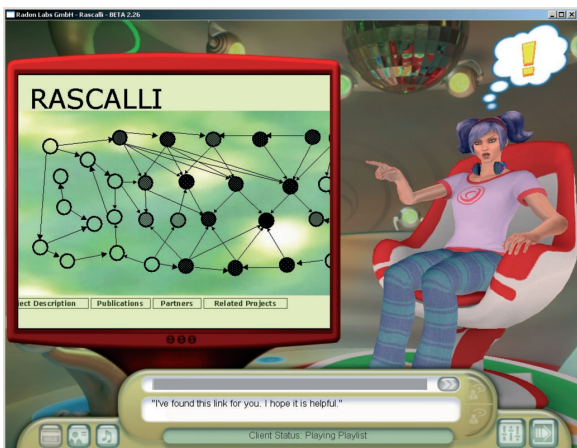 Radon Labs GmbH - Rascalli - BETA 2.26
!
RASCALLI
ject Description Publications Partners Related Projects
"I've found this link for you. I hope it is helpful."
Client Status: Playing Playlist